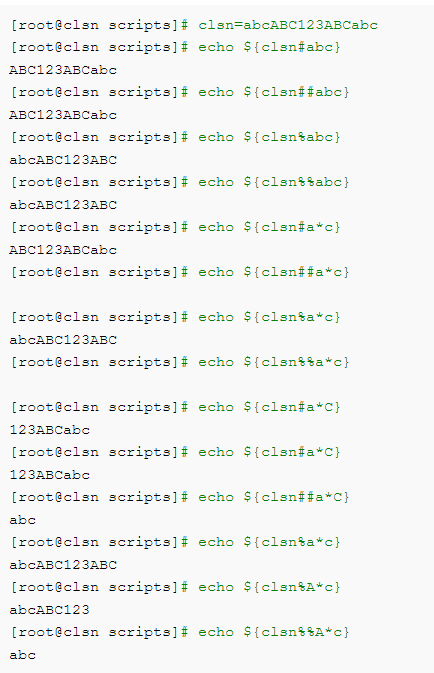 [root@clsn scripts]# clsn=abcABC123ABCabc
[root@clsn scripts]# echo ${clsn#abc}
ABC123ABCabc
[root@clsn scripts]# echo ${clsn##abc}
ABC123ABCabc
[root@clsn scripts]# echo ${clsn%abc}
abcABC123ABC
[root@clsn scripts]# echo ${clsn%%abc}
abcABC123ABC
[root@clsn scripts]# echo ${clsn#a*c}
ABC123ABCabc
[root@clsn scripts]# echo ${clsn##a*c}

[root@clsn scripts]# echo ${clsn%a*c}
abcABC123ABC
[root@clsn scripts]# echo ${clsn%%a*c}

[root@clsn scripts]# echo ${clsn#a*C}
123ABCabc
[root@clsn scripts]# echo ${clsn#a*C}
123ABCabc
[root@clsn scripts]# echo ${clsn##a*C}
abc
[root@clsn scripts]# echo ${clsn%a*c}
abcABC123ABC
[root@clsn scripts]# echo ${clsn%A*c}
abcABC123
[root@clsn scripts]# echo ${clsn%%A*c}
abc